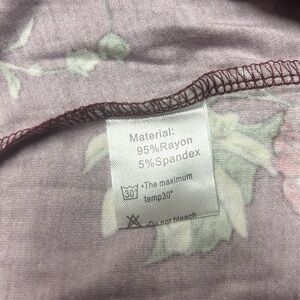 Material:
95%Rayon
5%Spandex
30°
•The maximum
temp30°
•Do not bleach